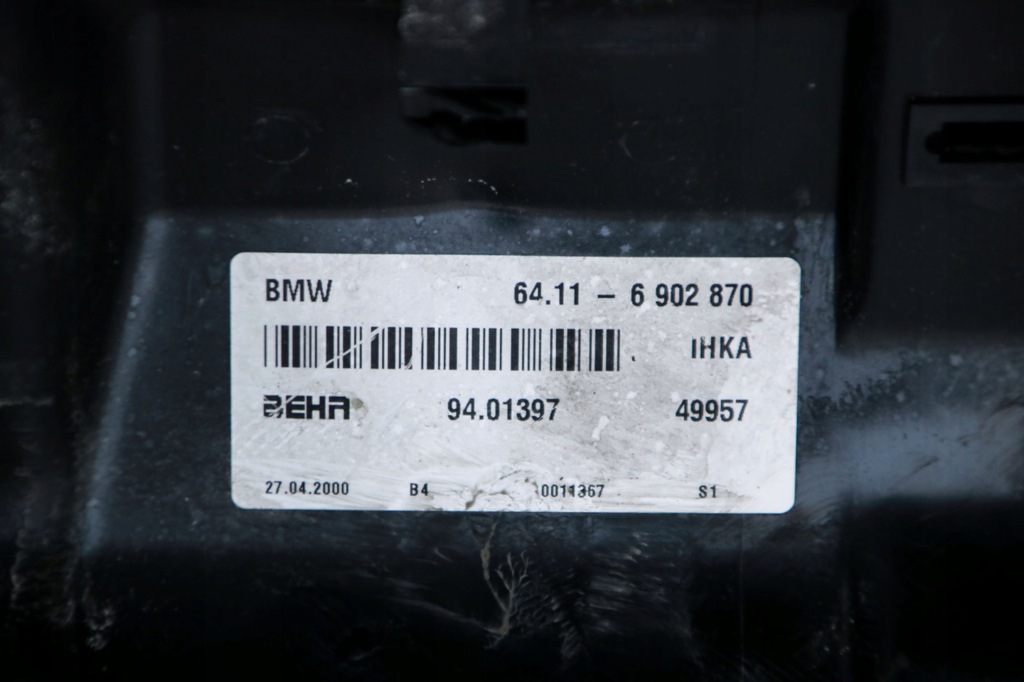 BMW 64.11 – 6 902 870
IHKA
BEHR 94.01397 49957
27.04.2000 B4 0011367 S1